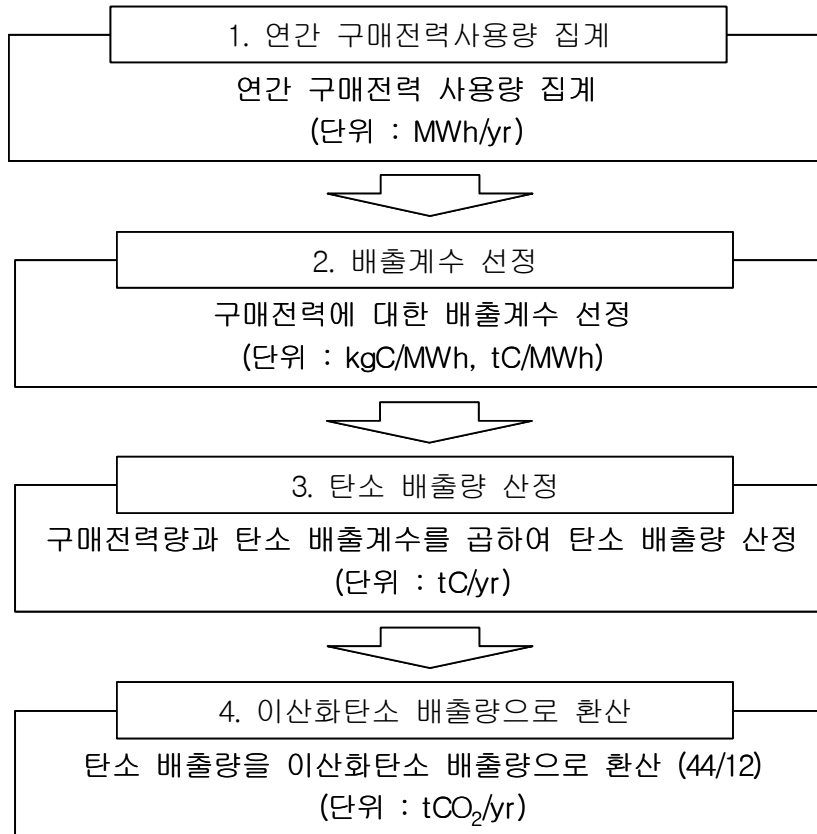 1. 연간 구매전력사용량 집계
연간 구매전력 사용량 집계
(단위 : MWh/yr)
2. 배출계수 선정
구매전력에 대한 배출계수 선정
(단위 : kgC/MWh, tC/MWh)
3. 탄소 배출량 산정
구매전력량과 탄소 배출계수를 곱하여 탄소 배출량 산정
(단위 : tC/yr)
4. 이산화탄소 배출량으로 환산
탄소 배출량을 이산화탄소 배출량으로 환산 (44/12)
(단위 : tCO₂/yr)